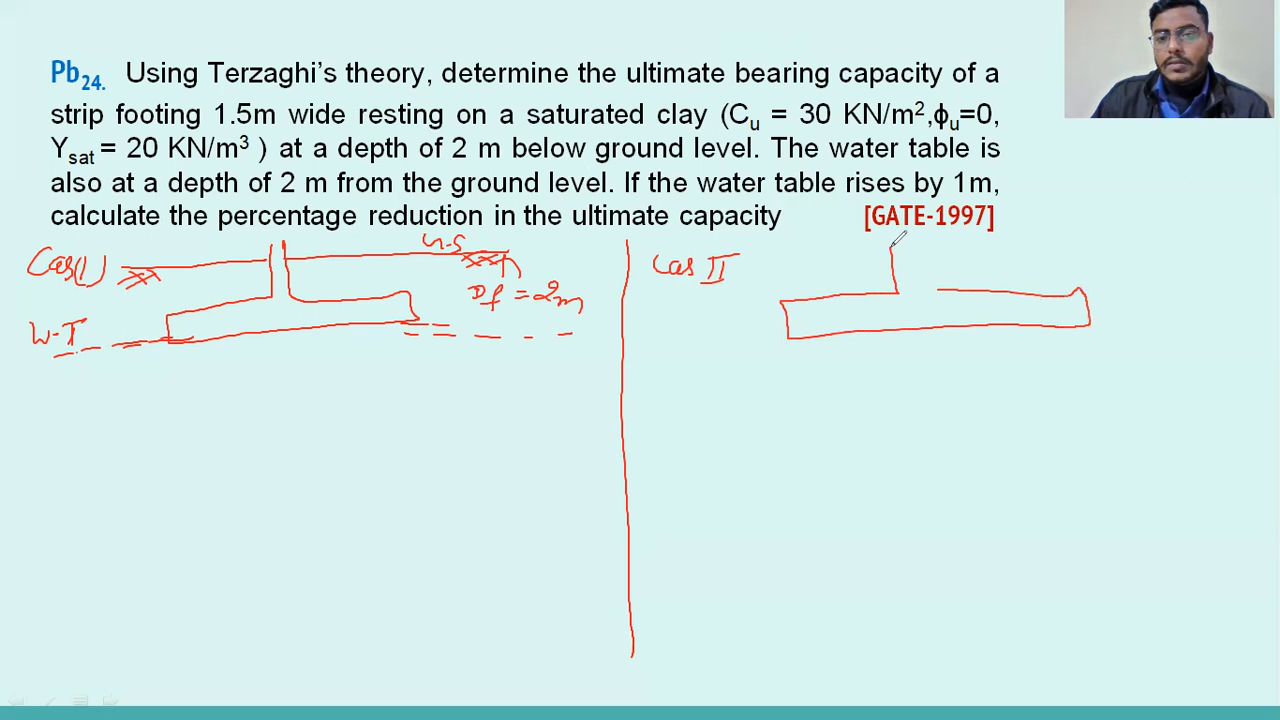 Pb24. Using Terzaghi’s theory, determine the ultimate bearing capacity of a
strip footing 1.5m wide resting on a saturated clay (Cu = 30 KN/m2,ϕu=0,
Ysat = 20 KN/m3 ) at a depth of 2 m below ground level. The water table is
also at a depth of 2 m from the ground level. If the water table rises by 1m,
calculate the percentage reduction in the ultimate capacity [GATE-1997]
G.S
Cas(I) Cas II
Df = 2m
W.T